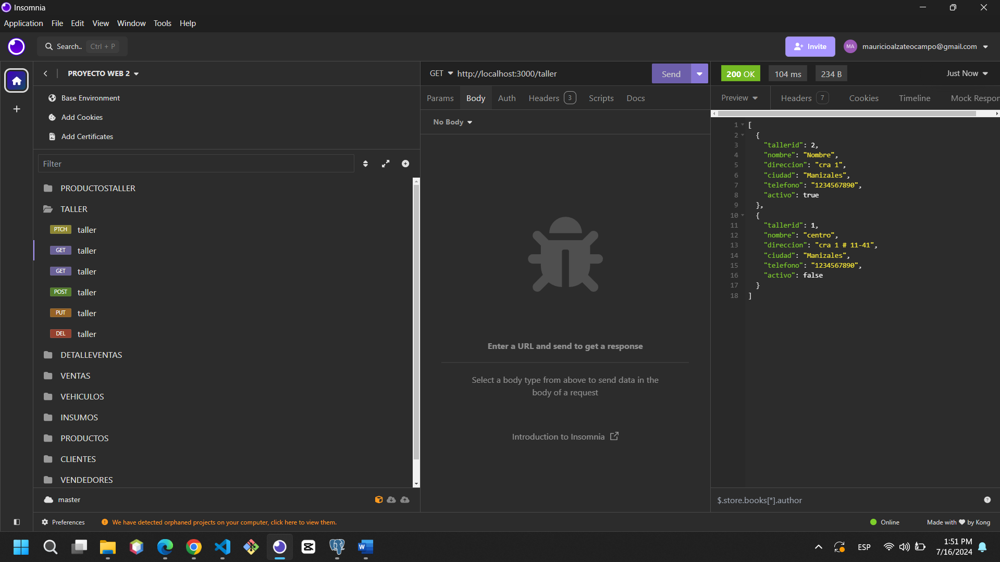 Insomnia
Application File Edit View Window Tools Help
Search.. Ctrl + P
Invite
MA mauricioalzateocampo@gmail.com
PROYECTO WEB 2
Base Environment
Add Cookies
Add Certificates
Filter
PRODUCTOSTALLER
TALLER
PTCH taller
GET taller
GET taller
POST taller
PUT taller
DEL taller
DETALLEVENTAS
VENTAS
VEHICULOS
INSUMOS
PRODUCTOS
CLIENTES
VENDEDORES
master
GET http://localhost:3000/taller Send
Params Body Auth Headers 3 Scripts Docs
No Body
Enter a URL and send to get a response
Select a body type from above to send data in the
body of a request
Introduction to Insomnia
200 OK 104 ms 234 B Just Now
Preview Headers 7 Cookies Timeline Mock Respor
1 [
2 {
3 "tallerid": 2,
4 "nombre": "Nombre",
5 "direccion": "cra 1",
6 "ciudad": "Manizales",
7 "telefono": "1234567890",
8 "activo": true
9 },
10 {
11 "tallerid": 1,
12 "nombre": "centro",
13 "direccion": "cra 1 # 11-41",
14 "ciudad": "Manizales",
15 "telefono": "1234567890",
16 "activo": false
17 }
18 ]
$.store.books[*].author
Preferences We have detected orphaned projects on your computer, click here to view them. Online Made with ❤ by Kong
ESP
1:51 PM
7/16/2024